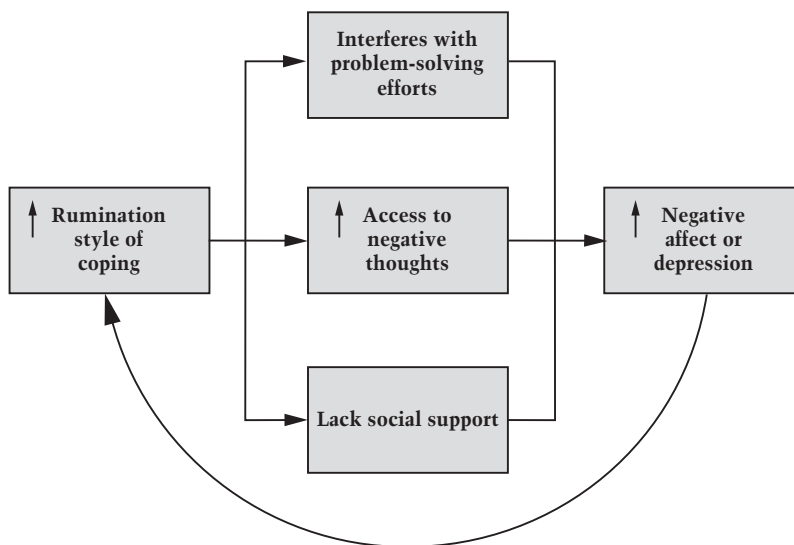 Interferes with
problem-solving
efforts
Rumination
style of
coping
Access to
negative
thoughts
Negative
affect or
depression
Lack social support